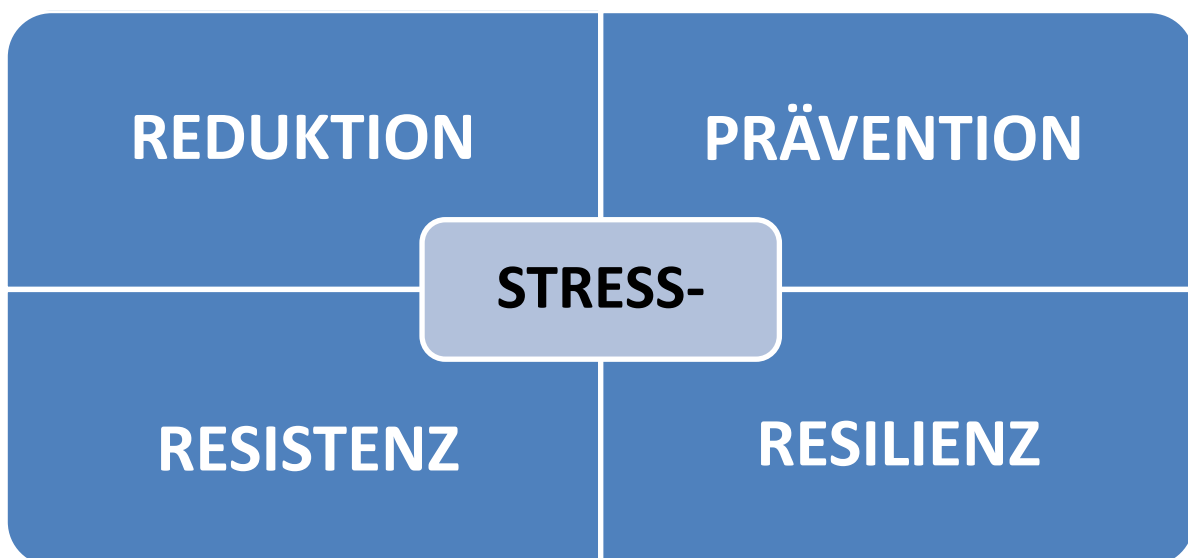 REDUKTION
PRÄVENTION
STRESS-
RESISTENZ
RESILIENZ